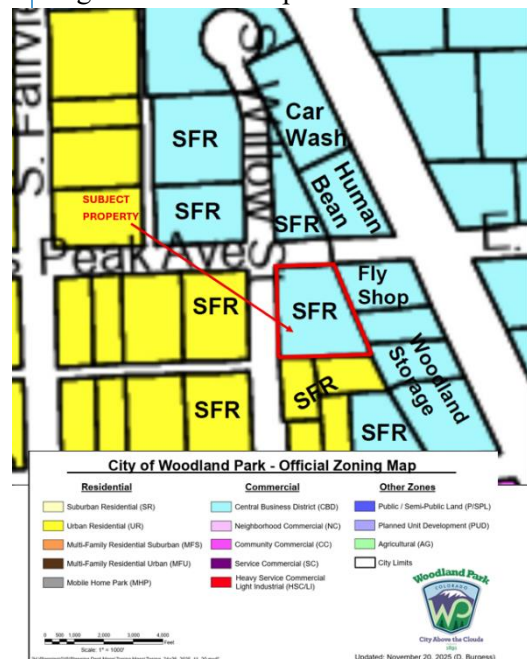 S. Fairvi
S. Willow
Car
Wash
SFR
Human
Bean
SUBJECT
PROPERTY
SFR
SFR
s Peak Ave
S
E.
Fly
Shop
SFR
SFR
Woodland
Storage
SFR
SFR
SFR
City of Woodland Park - Official Zoning Map
Residential
Suburban Residential (SR)
Urban Residential (UR)
Multi-Family Residential Suburban (MFS)
Multi-Family Residential Urban (MFU)
Mobile Home Park (MHP)
Commercial
Central Business District (CBD)
Neighborhood Commercial (NC)
Community Commercial (CC)
Service Commercial (SC)
Heavy Service Commercial
Light Industrial (HSC/LI)
Other Zones
Public / Semi-Public Land (P/SPL)
Planned Unit Development (PUD)
Agricultural (AG)
City Limits
0 500 1,000 2,000 3,000 4,000
Feet
Scale: 1" = 1000'
Woodland Park
COLORADO
WP
City Above the Clouds
1891
Updated: November 20, 2025 (O. Burgess)